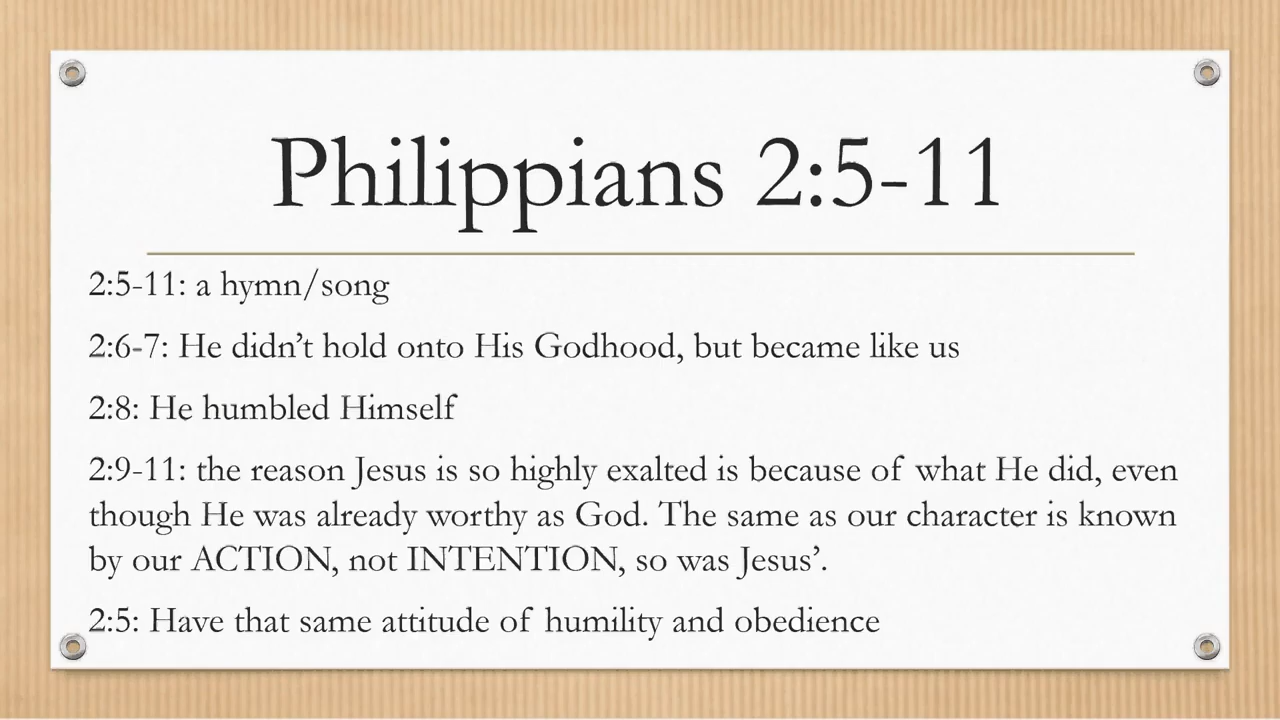 Philippians 2:5-11
2:5-11: a hymn/song
2:6-7: He didn’t hold onto His Godhood, but became like us
2:8: He humbled Himself
2:9-11: the reason Jesus is so highly exalted is because of what He did, even
though He was already worthy as God. The same as our character is known
by our ACTION, not INTENTION, so was Jesus’.
2:5: Have that same attitude of humility and obedience